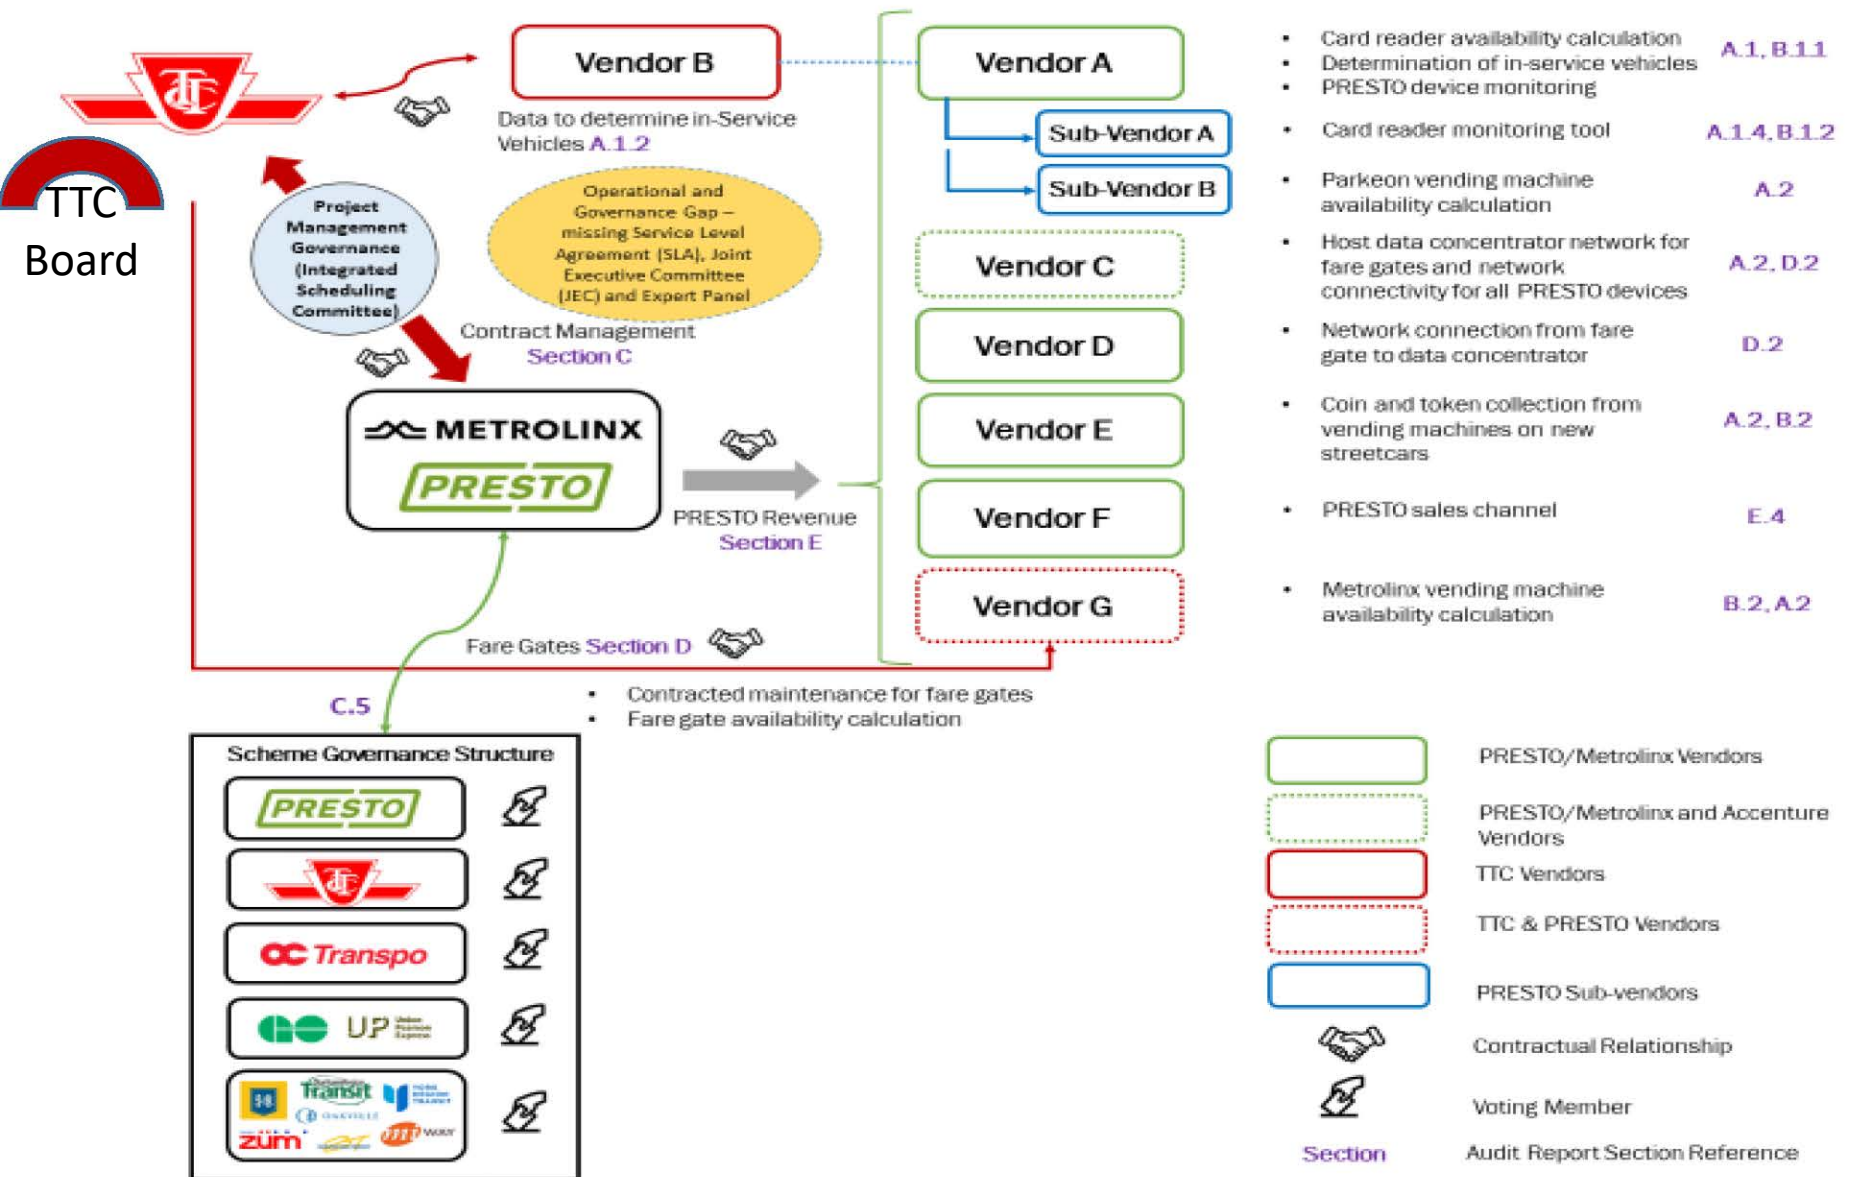 TTC
Board
Vendor B
Data to determine in-Service
Vehicles A.1.2
Project
Management
Governance
(Integrated
Scheduling
Committee)
Operational and
Governance Gap –
missing Service Level
Agreement (SLA), Joint
Executive Committee
(JEC) and Expert Panel
Contract Management
Section C
METROLINX
PRESTO
PRESTO Revenue
Section E
Fare Gates Section D
• Contracted maintenance for fare gates
• Fare gate availability calculation
C.5
Vendor A
Sub-Vendor A
Sub-Vendor B
Vendor C
Vendor D
Vendor E
Vendor F
Vendor G
• Card reader availability calculation
• Determination of in-service vehicles
• PRESTO device monitoring
A.1, B.1.1
• Card reader monitoring tool
A.1.4, B.1.2
• Parkeon vending machine
availability calculation
A.2
• Host data concentrator network for
fare gates and network
connectivity for all PRESTO devices
A.2, D.2
• Network connection from fare
gate to data concentrator
D.2
• Coin and token collection from
vending machines on new
streetcars
A.2, B.2
• PRESTO sales channel
E.4
• Metrolinx vending machine
availability calculation
B.2, A.2
Scheme Governance Structure
PRESTO
OC Transpo
GO UP Union
Pearson
Express
Transit
OAKVILLE
züm
WAY
PRESTO/Metrolinx Vendors
PRESTO/Metrolinx and Accenture
Vendors
TTC Vendors
TTC & PRESTO Vendors
PRESTO Sub-vendors
Contractual Relationship
Voting Member
Section
Audit Report Section Reference